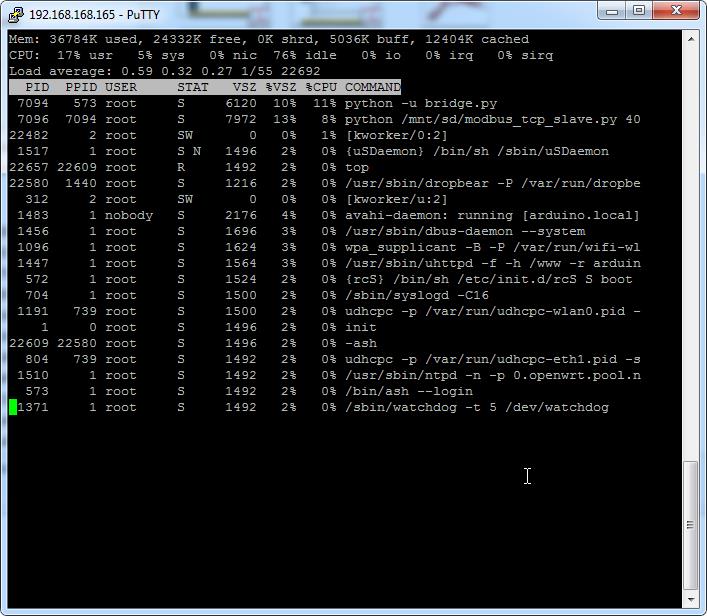 192.168.168.165 - PuTTY
Mem: 36784K used, 24332K free, 0K shrd, 5036K buff, 12404K cached
CPU:  17% usr   5% sys   0% nic  76% idle   0% io   0% irq   0% sirq
Load average: 0.59 0.32 0.27 1/55 22692
  PID  PPID USER     STAT   VSZ %VSZ %CPU COMMAND
 7094   573 root     S     6120  10%  11% python -u bridge.py
 7096  7094 root     S     7972  13%   8% python /mnt/sd/modbus_tcp_slave.py 40
22482     2 root     SW       0   0%   1% [kworker/0:2]
 1517     1 root     S N   1496   2%   0% {uSDaemon} /bin/sh /sbin/uSDaemon
22657 22609 root     R     1492   2%   0% top
22580  1440 root     S     1216   2%   0% /usr/sbin/dropbear -P /var/run/dropbe
  312     2 root     SW       0   0%   0% [kworker/u:2]
 1483     1 nobody   S     2176   4%   0% avahi-daemon: running [arduino.local]
 1456     1 root     S     1696   3%   0% /usr/sbin/dbus-daemon --system
 1096     1 root     S     1624   3%   0% wpa_supplicant -B -P /var/run/wifi-wl
 1447     1 root     S     1564   3%   0% /usr/sbin/uhttpd -f -h /www -r arduin
  572     1 root     S     1524   2%   0% {rcS} /bin/sh /etc/init.d/rcS S boot
  704     1 root     S     1500   2%   0% /sbin/syslogd -C16
 1191   739 root     S     1500   2%   0% udhcpc -p /var/run/udhcpc-wlan0.pid -
    1     0 root     S     1496   2%   0% init
22609 22580 root     S     1496   2%   0% -ash
  804   739 root     S     1492   2%   0% udhcpc -p /var/run/udhcpc-eth1.pid -s
 1510     1 root     S     1492   2%   0% /usr/sbin/ntpd -n -p 0.openwrt.pool.n
  573     1 root     S     1492   2%   0% /bin/ash --login
 1371     1 root     S     1492   2%   0% /sbin/watchdog -t 5 /dev/watchdog